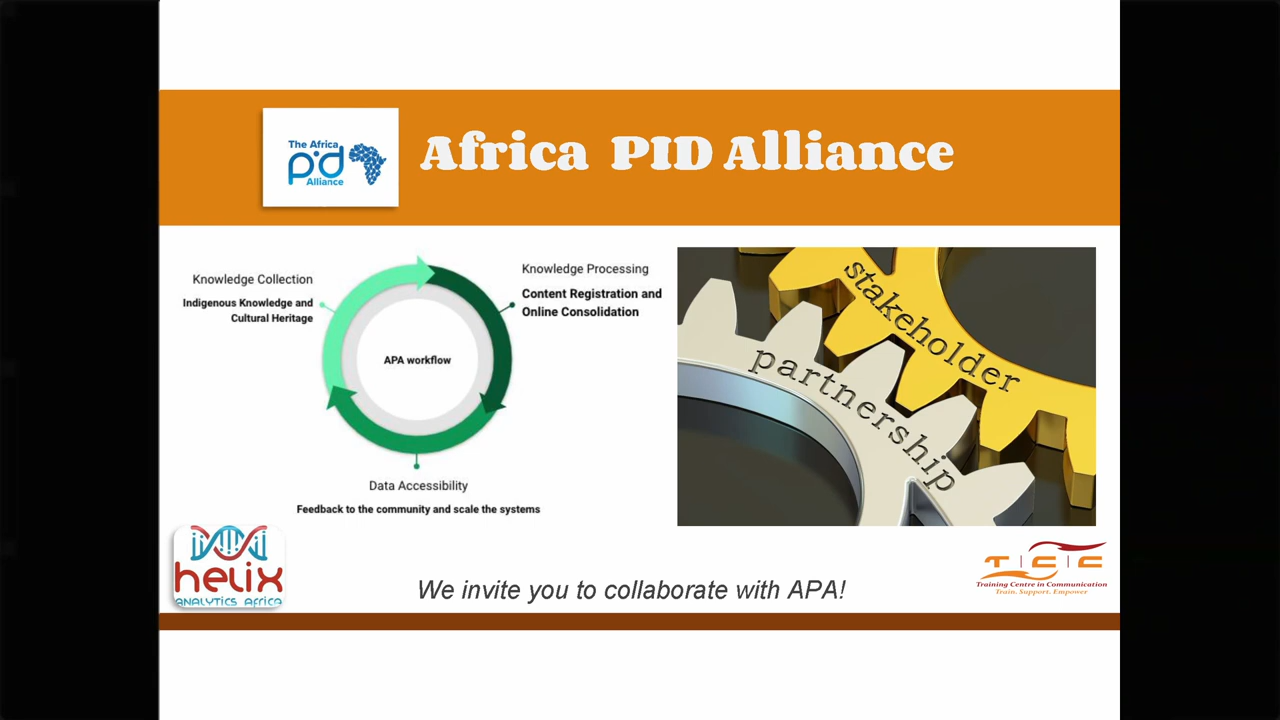 The Africa
pid
Alliance
Africa PID Alliance
Knowledge Collection
Indigenous Knowledge and
Cultural Heritage
Knowledge Processing
Content Registration and
Online Consolidation
APA workflow
Data Accessibility
Feedback to the community and scale the systems
stakeholder
partnership
helix
ANALYTICS AFRICA
We invite you to collaborate with APA!
T | C | C
Training Centre in Communication
Train. Support. Empower